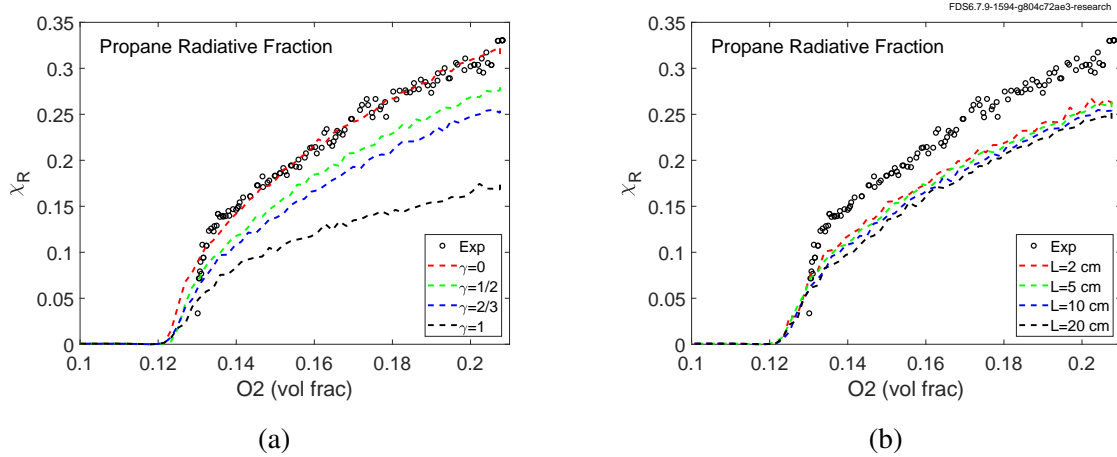 FDS6.7.9-1594-g804c72ae3-research
Propane Radiative Fraction
χR
0.35
0.3
0.25
0.2
0.15
0.1
0.05
0
0.1 0.12 0.14 0.16 0.18 0.2
O2 (vol frac)
Exp
γ=0
γ=1/2
γ=2/3
γ=1
(a)
Propane Radiative Fraction
χR
0.35
0.3
0.25
0.2
0.15
0.1
0.05
0
0.1 0.12 0.14 0.16 0.18 0.2
O2 (vol frac)
Exp
L=2 cm
L=5 cm
L=10 cm
L=20 cm
(b)